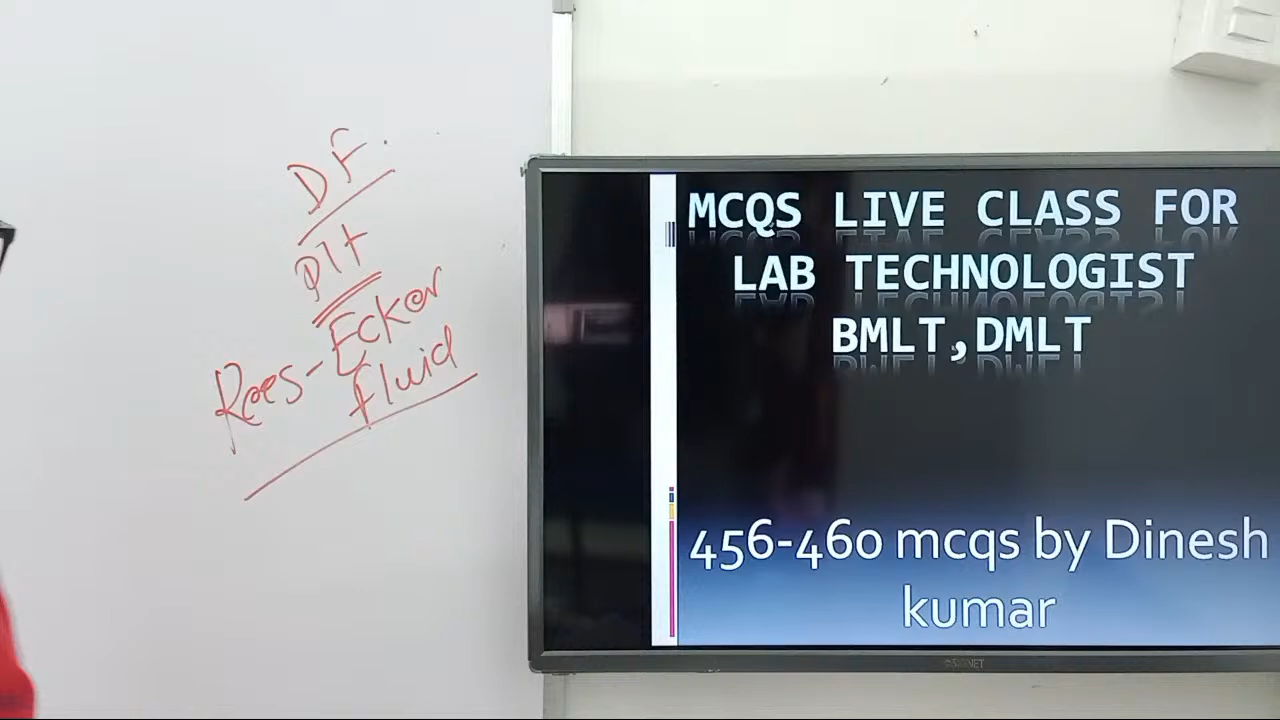 DF.
Plt
Rees-Ecker
fluid
MCQS LIVE CLASS FOR
LAB TECHNOLOGIST
BMLT,DMLT
456-460 mcqs by Dinesh
kumar